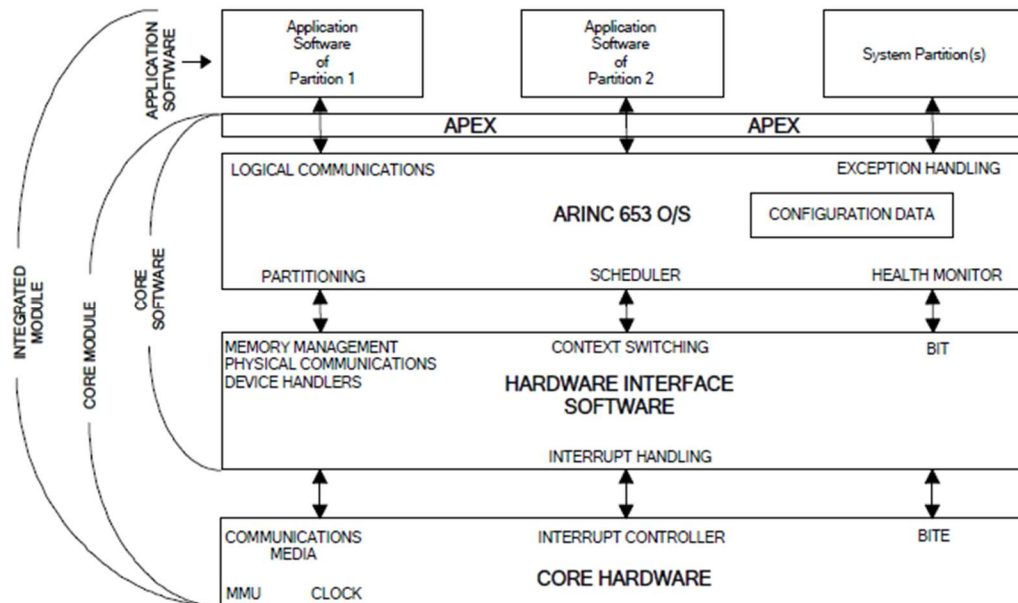 Application
Software
of
Partition 1
Application
Software
of
Partition 2
System Partition(s)
APPLICATION
SOFTWARE
APEX
APEX
LOGICAL COMMUNICATIONS
EXCEPTION HANDLING
ARINC 653 O/S
CONFIGURATION DATA
PARTITIONING
SCHEDULER
HEALTH MONITOR
INTEGRATED
MODULE
CORE MODULE
CORE
SOFTWARE
MEMORY MANAGEMENT
PHYSICAL COMMUNICATIONS
DEVICE HANDLERS
CONTEXT SWITCHING
BIT
HARDWARE INTERFACE
SOFTWARE
INTERRUPT HANDLING
COMMUNICATIONS
MEDIA
INTERRUPT CONTROLLER
BITE
CORE HARDWARE
MMU
CLOCK